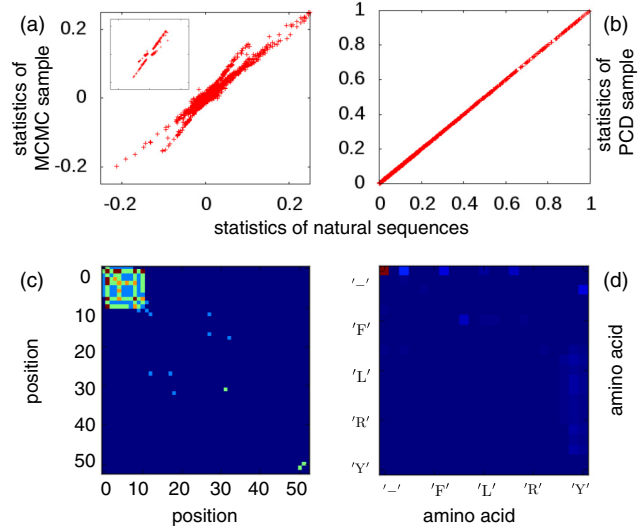 (a)
0.25
0
-0.25
-0.2
0
0.2
statistics of
MCMC sample
(b)
1
0.8
0.6
0.4
0.2
0
0
0.2
0.4
0.6
0.8
1
statistics of
PCD sample
statistics of natural sequences
(c)
0
10
20
30
40
50
0
10
20
30
40
50
position
position
(d)
'−'
'F'
'L'
'R'
'Y'
'−'
'F'
'L'
'R'
'Y'
amino acid
amino acid